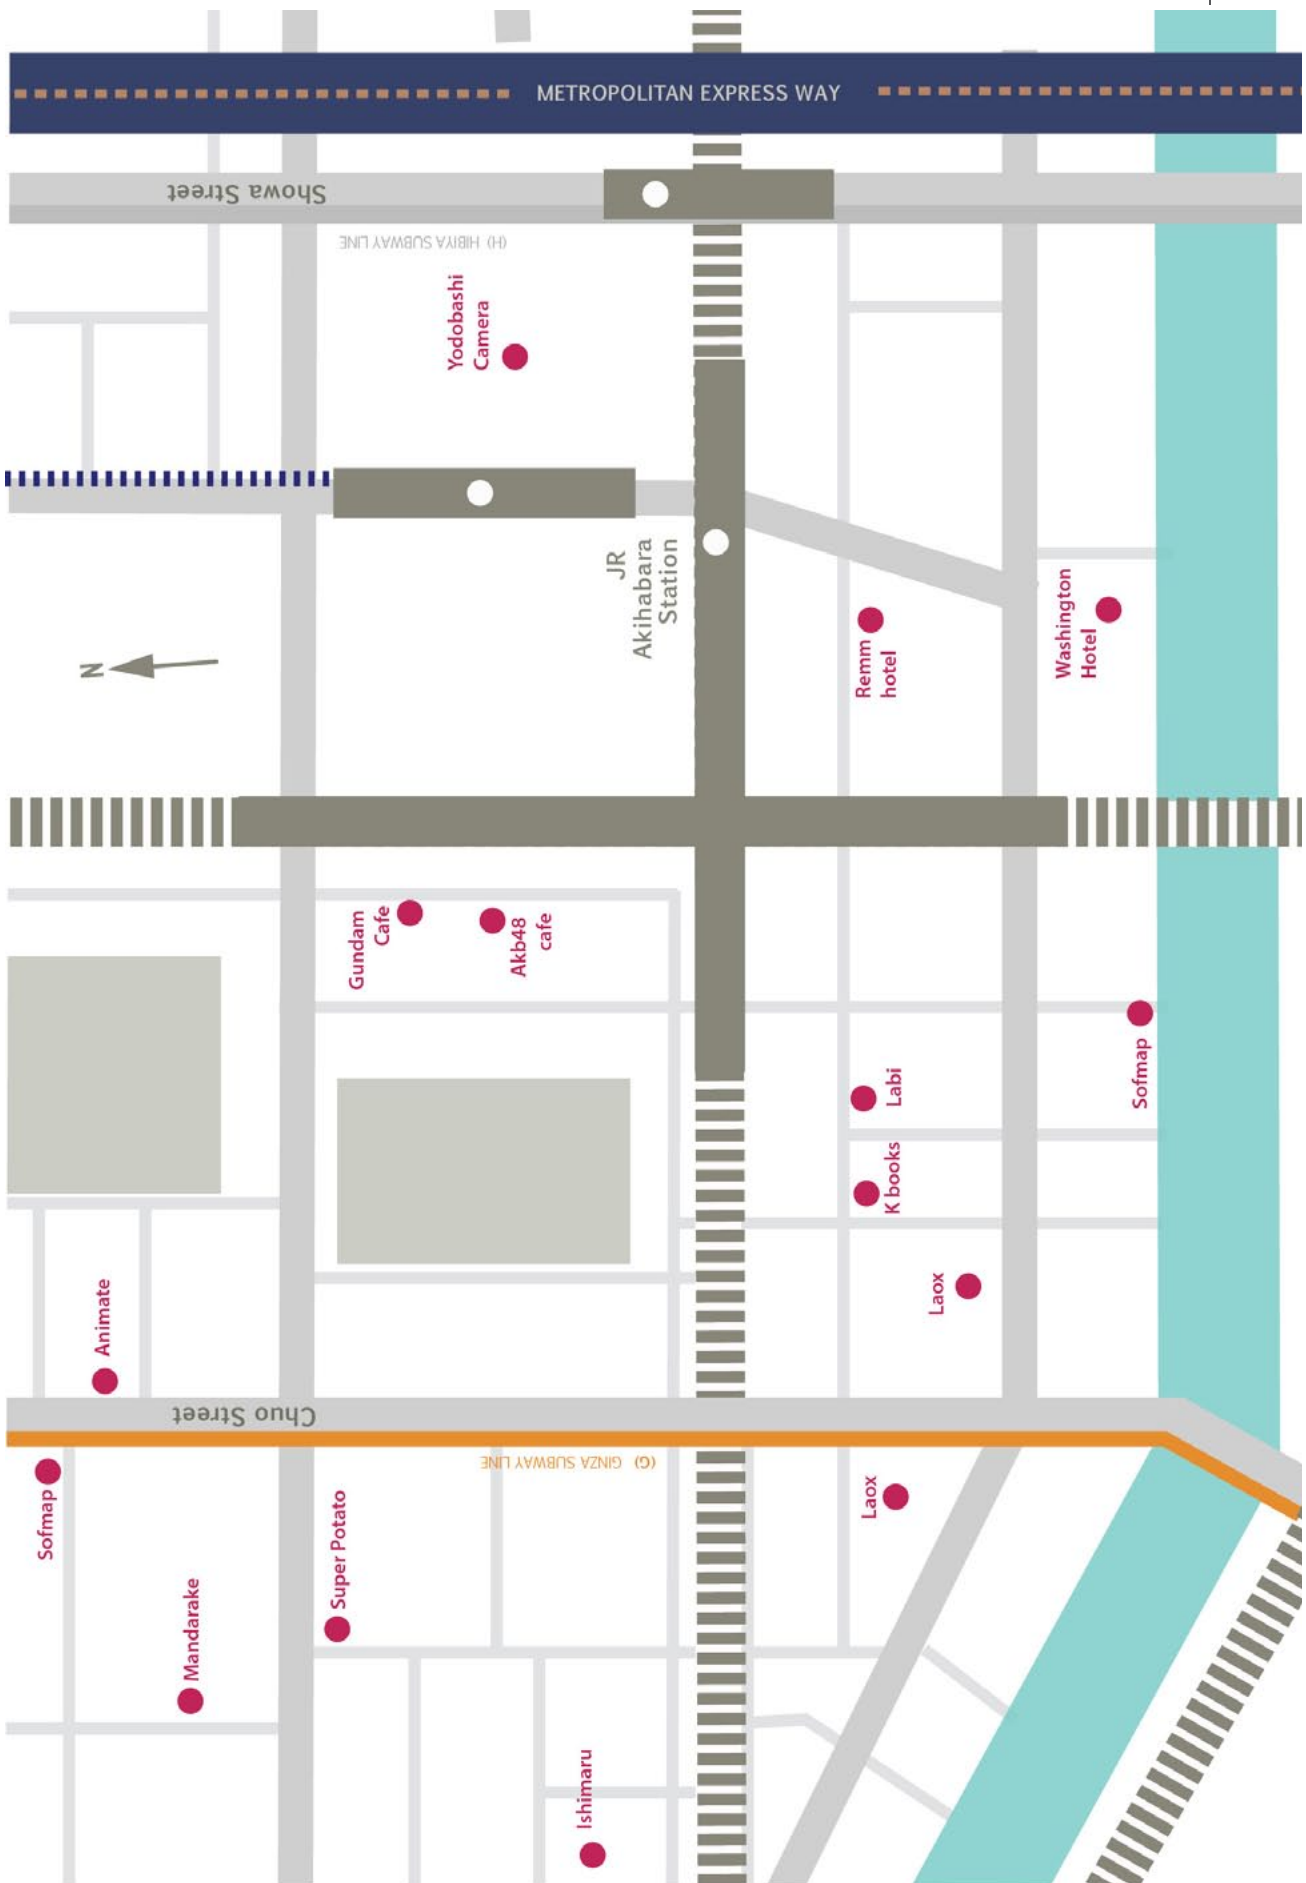 METROPOLITAN EXPRESS WAY
Showa Street
(H) HIBIYA SUBWAY LINE
Yodobashi
Camera
JR
Akihabara
Station
Remm
hotel
Washington
Hotel
N
Gundam
Cafe
Akb48
cafe
Sofmap
Labi
K books
Laox
Animate
Chuo Street
(G) GINZA SUBWAY LINE
Laox
Sofmap
Super Potato
Mandarake
Ishimaru